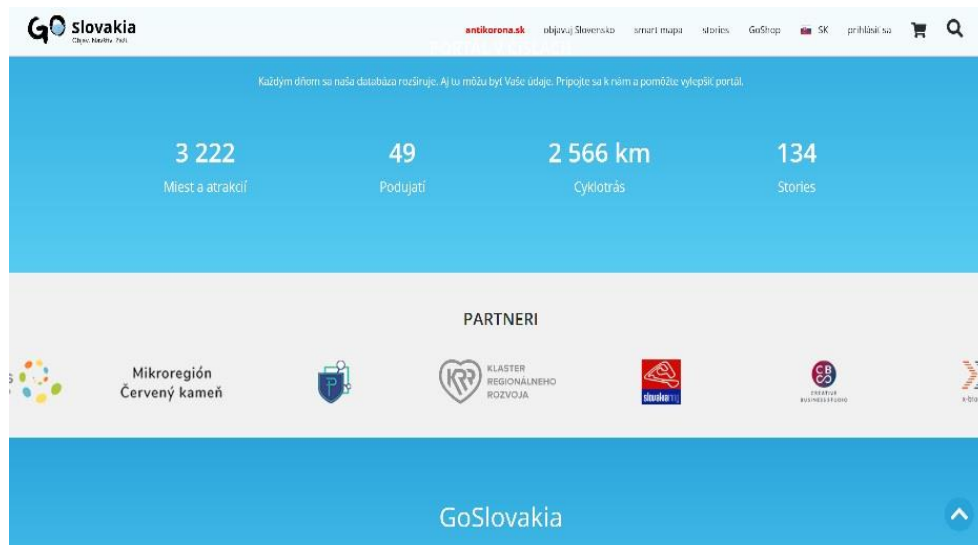 GO Slovakia
antikorona.sk objavuj Slovensko smart mapa stories GoShop SK prihlásiť sa
Každým dňom sa naša databáza rozširuje. Aj tu môžu byť Vaše údaje. Pripojte sa k nám a pomôžte vylepšiť portál.
3 222 49 2 566 km 134
Miest a atrakcií Podujatí Cyklotrás Stories
PARTNERI
Mikroregión
Červený kameň
P
KRR KLASTER
REGIONÁLNEHO
ROZVOJA
slovakiaring
CBS
CREATIVE
BUSINESS STUDIO
GoSlovakia